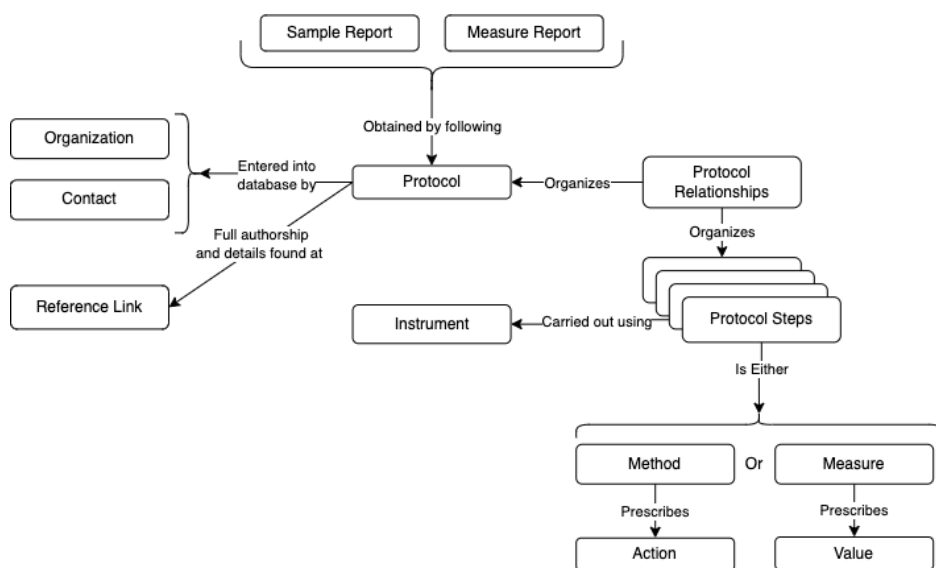 Sample Report
Measure Report
Obtained by following
Organization
Entered into
database by
Protocol
Organizes
Protocol
Relationships
Contact
Organizes
Full authorship
and details found at
Reference Link
Instrument
Carried out using
Protocol Steps
Is Either
Method
Or
Measure
Prescribes
Prescribes
Action
Value